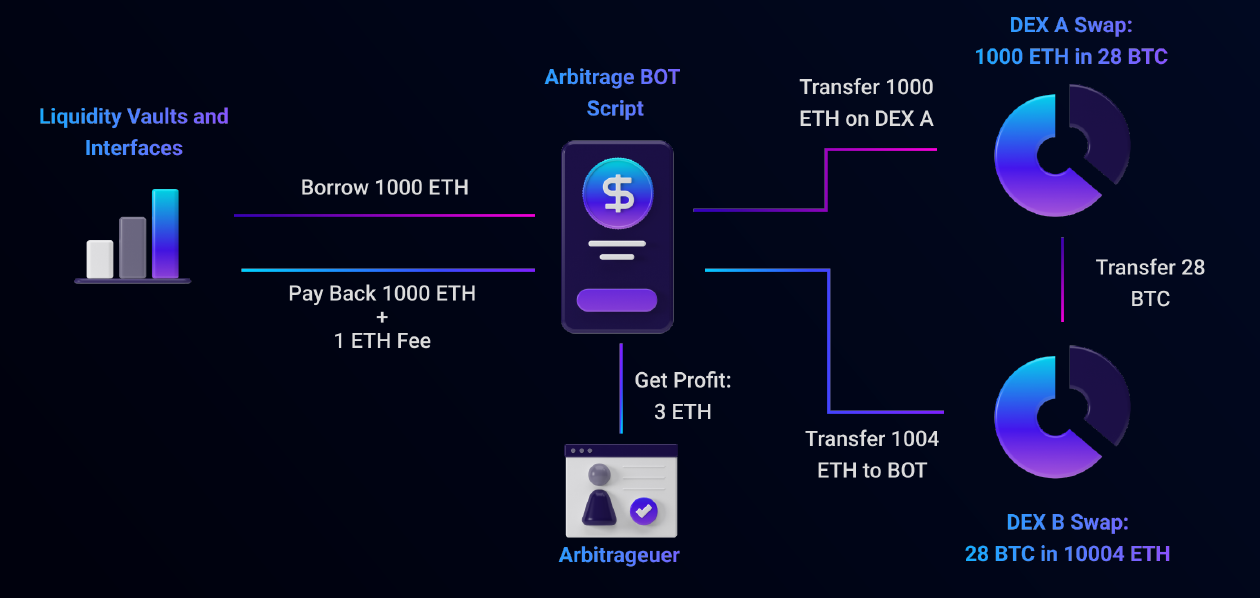 Liquidity Vaults and
Interfaces
Borrow 1000 ETH
Pay Back 1000 ETH
+
1 ETH Fee
Arbitrage BOT
Script
Get Profit:
3 ETH
Arbitrageuer
Transfer 1000
ETH on DEX A
DEX A Swap:
1000 ETH in 28 BTC
Transfer 28
BTC
Transfer 1004
ETH to BOT
DEX B Swap:
28 BTC in 10004 ETH